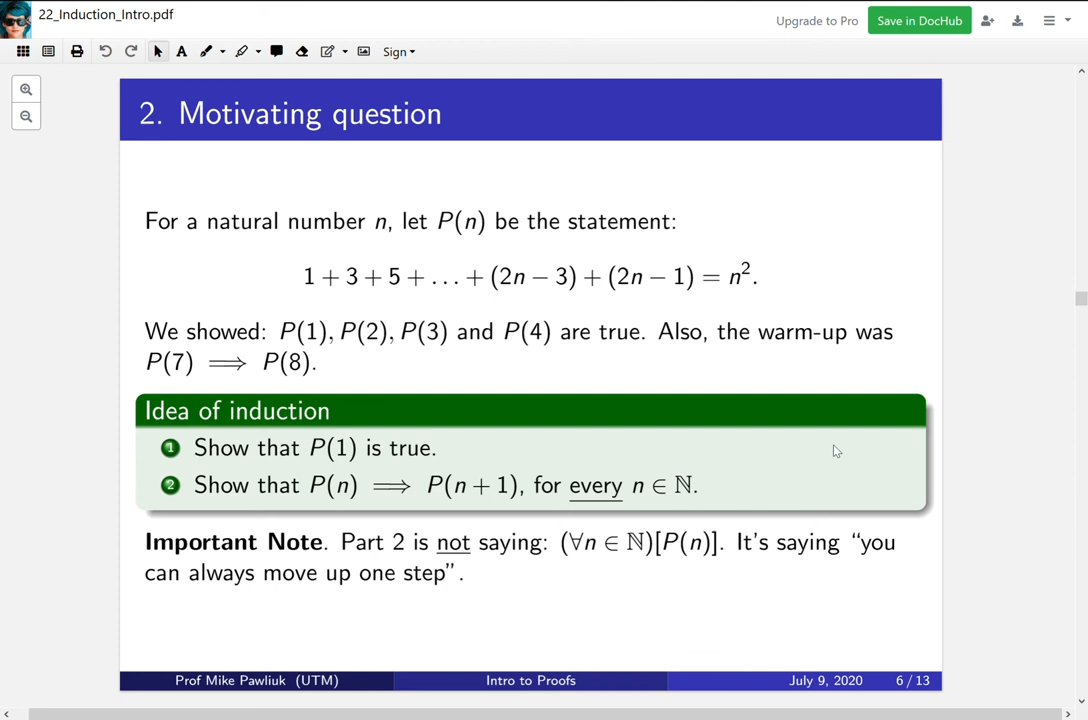 22_Induction_Intro.pdf
Upgrade to Pro
Save in DocHub
A
Sign
2. Motivating question
For a natural number n, let P(n) be the statement:
1 + 3 + 5 + . . . + (2n − 3) + (2n − 1) = n².
We showed: P(1), P(2), P(3) and P(4) are true. Also, the warm-up was
P(7) ⟹ P(8).
Idea of induction
1 Show that P(1) is true.
2 Show that P(n) ⟹ P(n + 1), for every n ∈ ℕ.
Important Note. Part 2 is not saying: (∀n ∈ ℕ)[P(n)]. It's saying “you
can always move up one step”.
Prof Mike Pawliuk (UTM) Intro to Proofs July 9, 2020 6 / 13